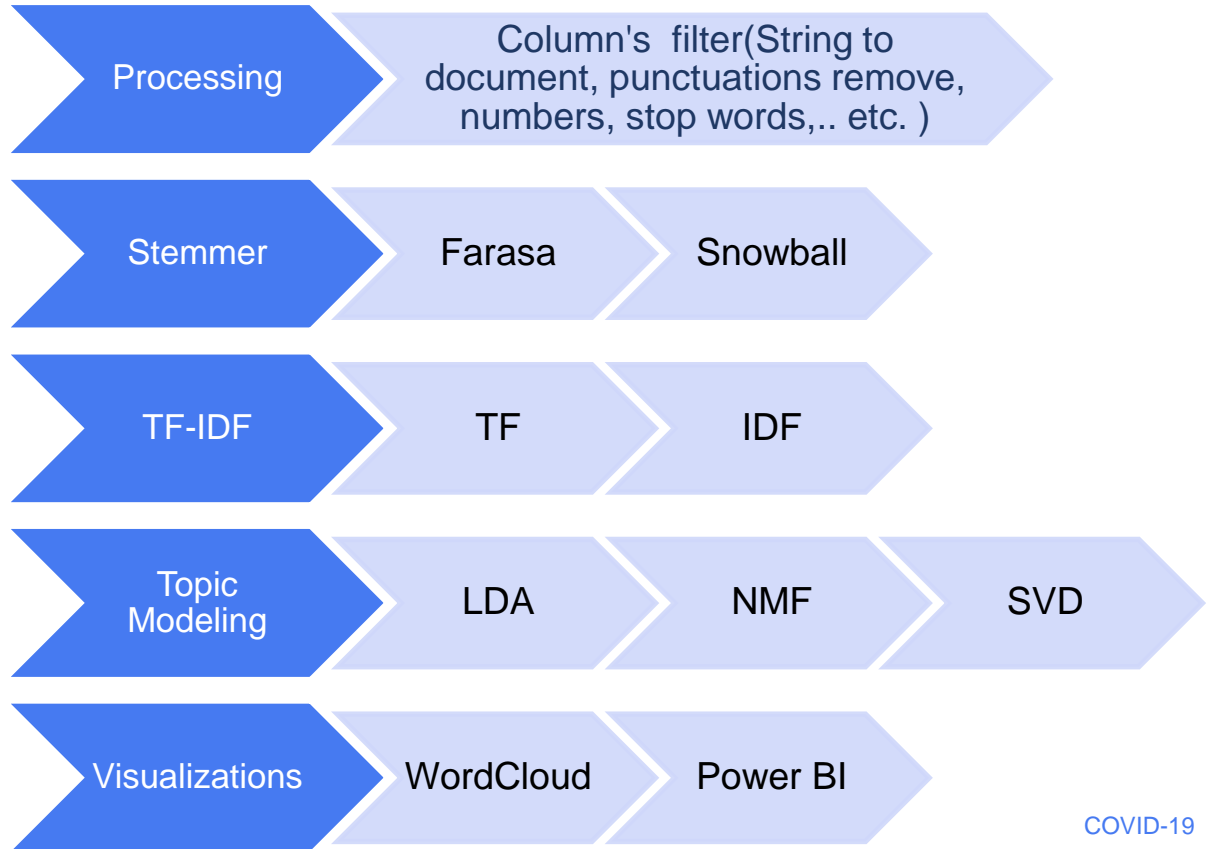 Processing
Column's  filter(String to
document, punctuations remove,
numbers, stop words,.. etc. )
Stemmer
Farasa
Snowball
TF-IDF
TF
IDF
Topic
Modeling
LDA
NMF
SVD
Visualizations
WordCloud
Power BI
COVID-19